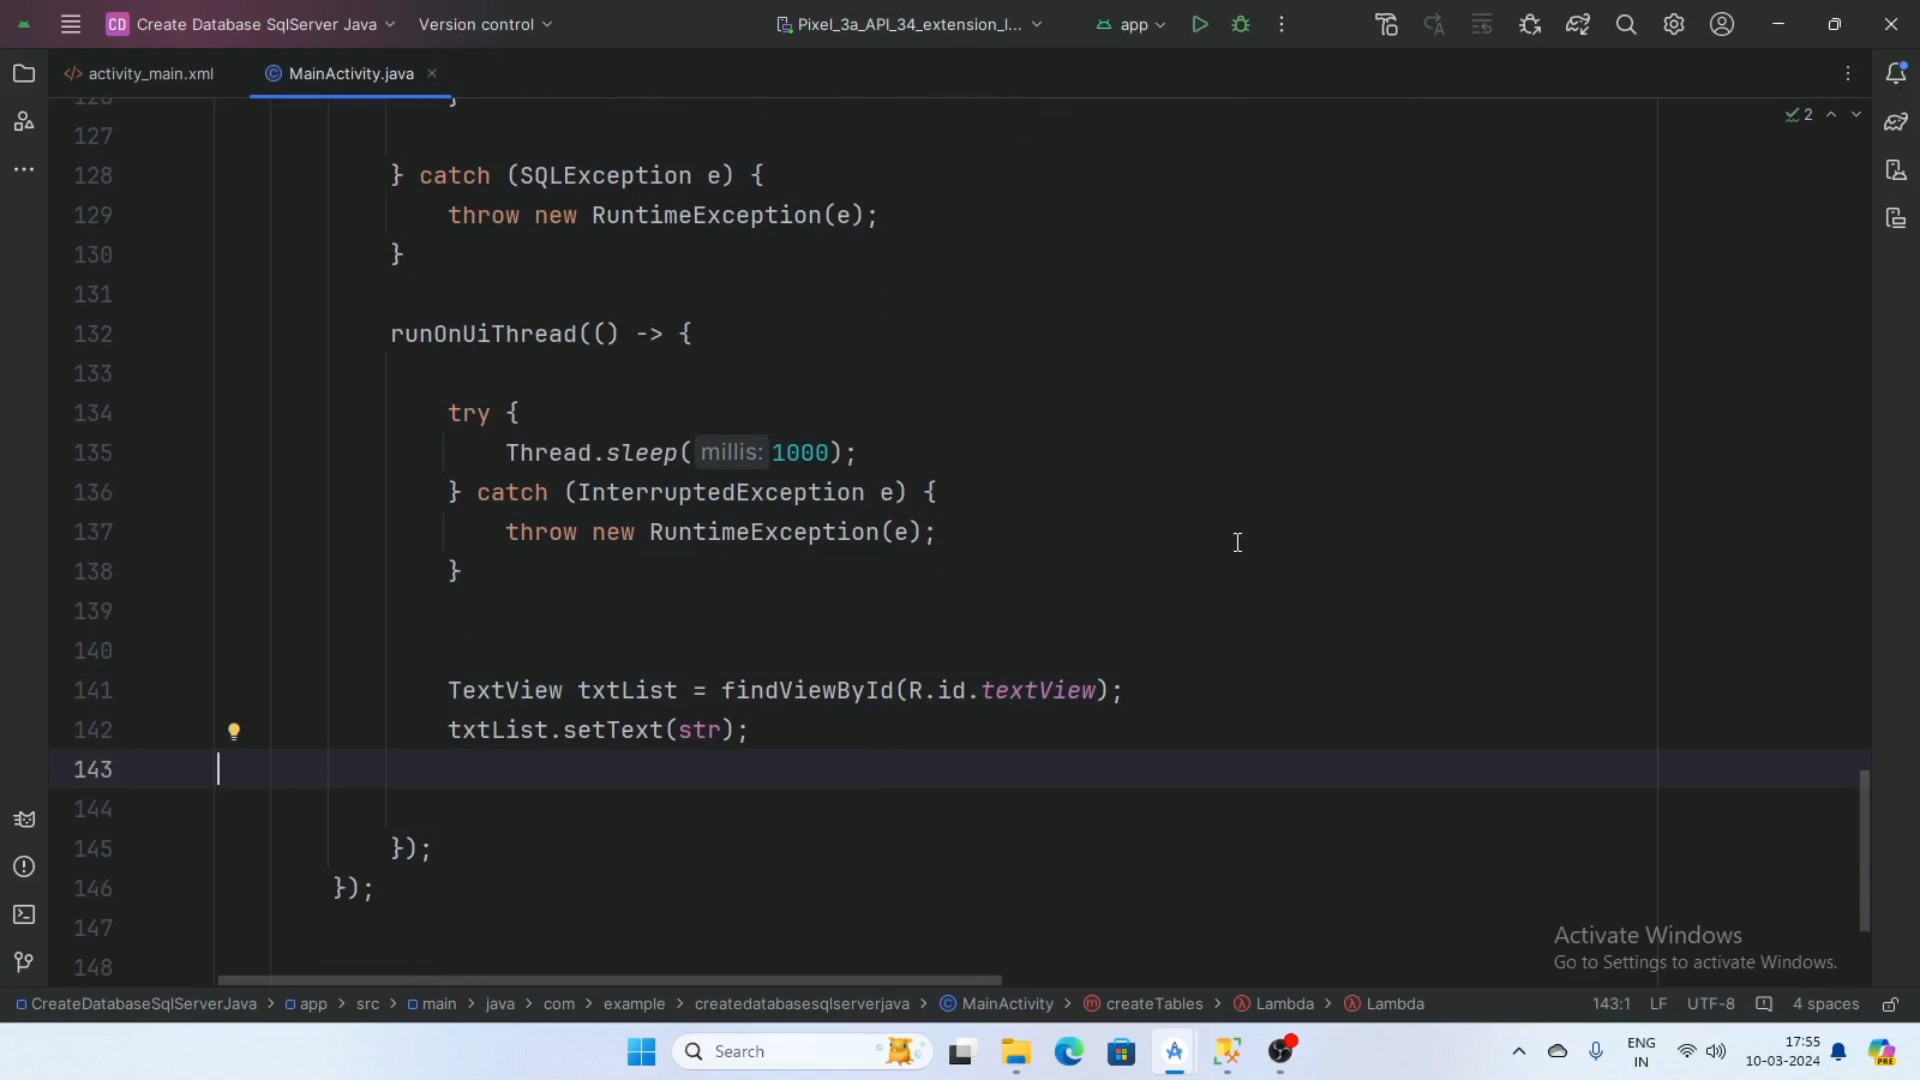 CD Create Database SqlServer Java Version control Pixel_3a_API_34_extension_l... app
activity_main.xml MainActivity.java
126 }
127 2
128 } catch (SQLException e) {
129 throw new RuntimeException(e);
130 }
131
132 runOnUiThread(() -> {
133
134 try {
135 Thread.sleep( millis: 1000);
136 } catch (InterruptedException e) {
137 throw new RuntimeException(e);
138 }
139
140
141 TextView txtList = findViewById(R.id.textView);
142 txtList.setText(str);
143
144
145 });
146 });
147
148
Activate Windows
Go to Settings to activate Windows.
CreateDatabaseSqlServerJava > app > src > main > java > com > example > createdatabasesqlserverjava > MainActivity > createTables > Lambda > Lambda 143:1 LF UTF-8 4 spaces
Search ENG IN 17:55 10-03-2024 PRE